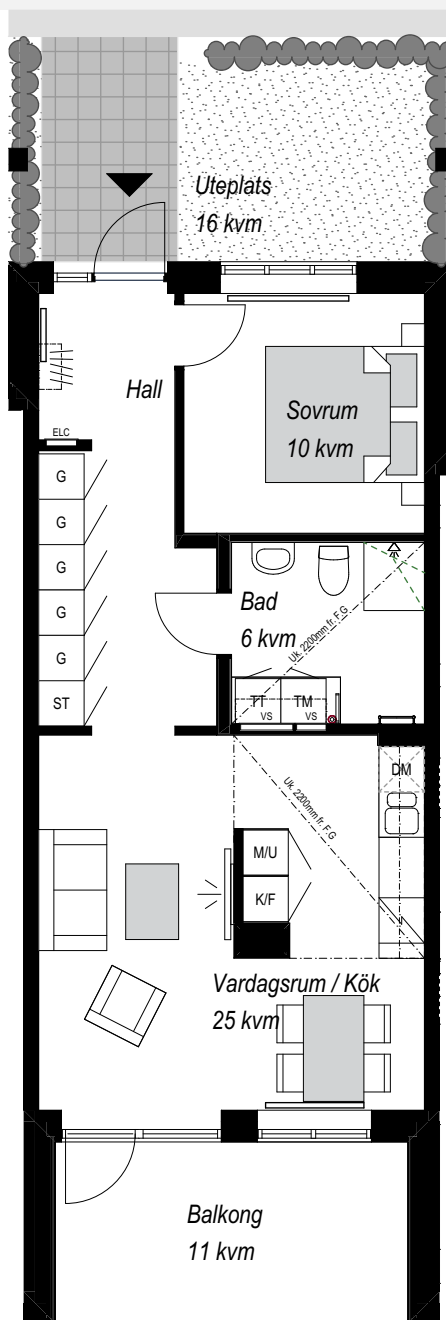 Uteplats
16 kvm
Hall
Sovrum
10 kvm
ELC
G
G
G
G
G
ST
Bad
6 kvm
Uk. 2200mm fr. F.G
TT
VS
TM
VS
Uk. 2200mm fr. F.G
DM
M/U
K/F
Vardagsrum / Kök
25 kvm
Balkong
11 kvm